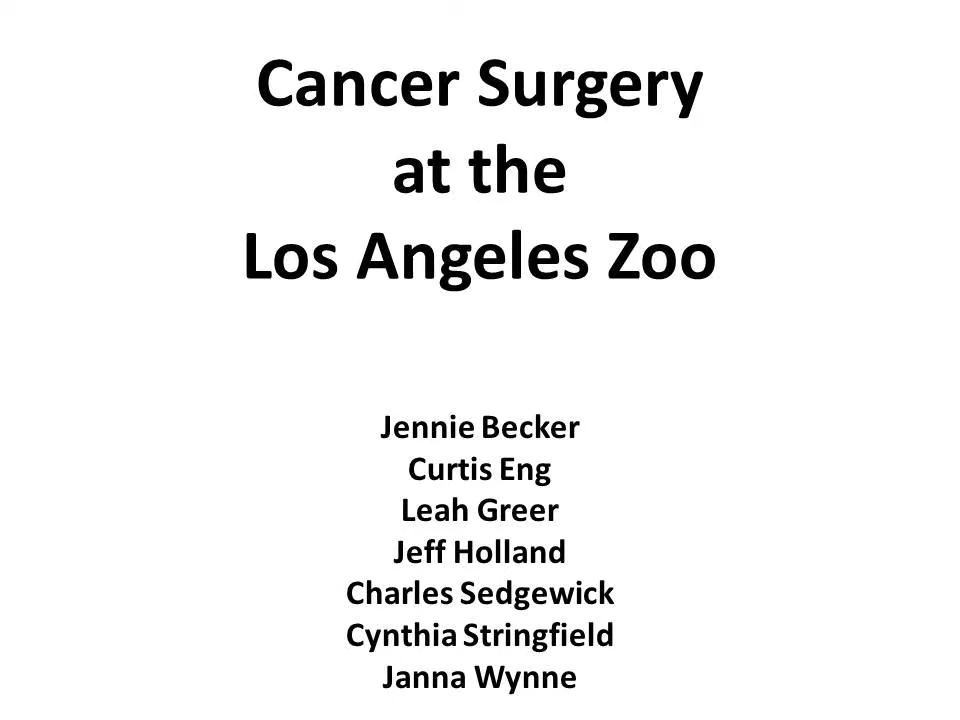 Cancer Surgery
at the
Los Angeles Zoo
Jennie Becker
Curtis Eng
Leah Greer
Jeff Holland
Charles Sedgewick
Cynthia Stringfield
Janna Wynne